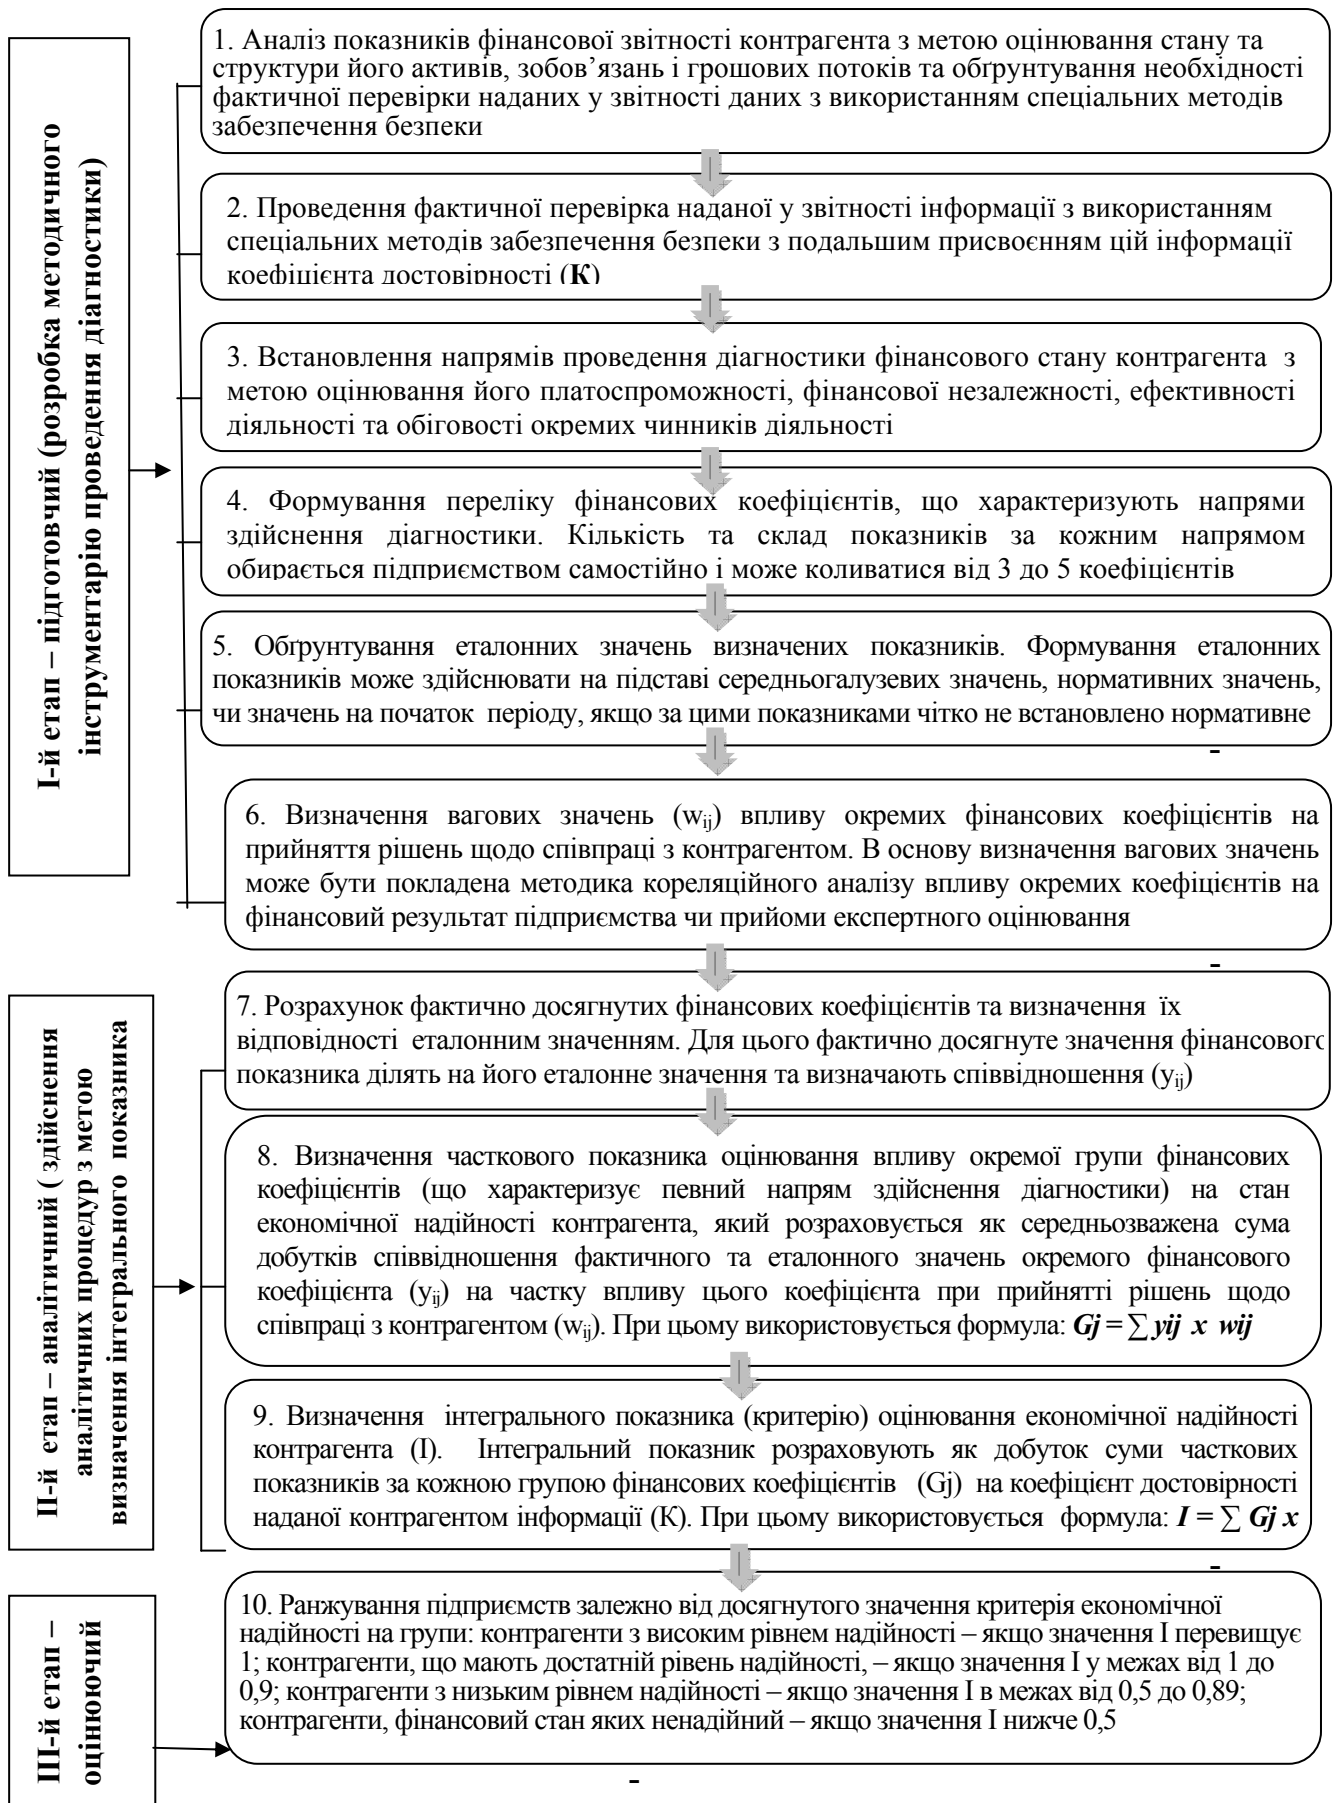 І-й етап – підготовчий (розробка методичного
інструментарію проведення діагностики)
1. Аналіз показників фінансової звітності контрагента з метою оцінювання стану та
структури його активів, зобов’язань і грошових потоків та обґрунтування необхідності
фактичної перевірки наданих у звітності даних з використанням спеціальних методів
забезпечення безпеки
2. Проведення фактичної перевірка наданої у звітності інформації з використанням
спеціальних методів забезпечення безпеки з подальшим присвоєнням цій інформації
коефіцієнта достовірності (К)
3. Встановлення напрямів проведення діагностики фінансового стану контрагента з
метою оцінювання його платоспроможності, фінансової незалежності, ефективності
діяльності та обіговості окремих чинників діяльності
4. Формування переліку фінансових коефіцієнтів, що характеризують напрями
здійснення діагностики. Кількість та склад показників за кожним напрямом
обирається підприємством самостійно і може коливатися від 3 до 5 коефіцієнтів
5. Обґрунтування еталонних значень визначених показників. Формування еталонних
показників може здійснювати на підставі середньогалузевих значень, нормативних значень,
чи значень на початок періоду, якщо за цими показниками чітко не встановлено нормативне
6. Визначення вагових значень (wij) впливу окремих фінансових коефіцієнтів на
прийняття рішень щодо співпраці з контрагентом. В основу визначення вагових значень
може бути покладена методика кореляційного аналізу впливу окремих коефіцієнтів на
фінансовий результат підприємства чи прийоми експертного оцінювання
ІІ-й етап – аналітичний ( здійснення
аналітичних процедур з метою
визначення інтегрального показника
7. Розрахунок фактично досягнутих фінансових коефіцієнтів та визначення їх
відповідності еталонним значенням. Для цього фактично досягнуте значення фінансового
показника ділять на його еталонне значення та визначають співвідношення (yij)
8. Визначення часткового показника оцінювання впливу окремої групи фінансових
коефіцієнтів (що характеризує певний напрям здійснення діагностики) на стан
економічної надійності контрагента, який розраховується як середньозважена сума
добутків співвідношення фактичного та еталонного значень окремого фінансового
коефіцієнта (yij) на частку впливу цього коефіцієнта при прийнятті рішень щодо
співпраці з контрагентом (wij). При цьому використовується формула: Gj = ∑ yij x wij
9. Визначення інтегрального показника (критерію) оцінювання економічної надійності
контрагента (І). Інтегральний показник розраховують як добуток суми часткових
показників за кожною групою фінансових коефіцієнтів (Gj) на коефіцієнт достовірності
наданої контрагентом інформації (К). При цьому використовується формула: I = ∑ Gj x
ІІІ-й етап –
оцінюючий
10. Ранжування підприємств залежно від досягнутого значення критерія економічної
надійності на групи: контрагенти з високим рівнем надійності – якщо значення І перевищує
1; контрагенти, що мають достатній рівень надійності, – якщо значення І у межах від 1 до
0,9; контрагенти з низьким рівнем надійності – якщо значення І в межах від 0,5 до 0,89;
контрагенти, фінансовий стан яких ненадійний – якщо значення І нижче 0,5